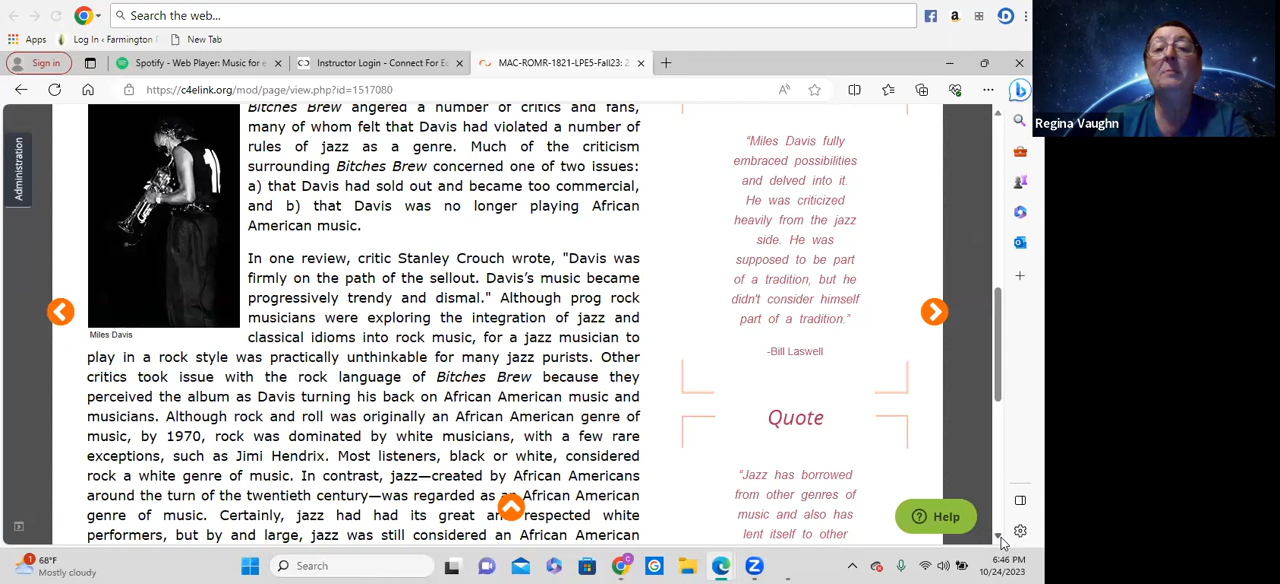 Search the web...
Apps
Log In ‹ Farmington
New Tab
Sign in
Spotify - Web Player: Music for e
Instructor Login - Connect For Ed
MAC-ROMR-1821-LPE5-Fall23: 2
https://c4elink.org/mod/page/view.php?id=1517080
Regina Vaughn
Administration
Bitches Brew angered a number of critics and fans,
many of whom felt that Davis had violated a number of
rules of jazz as a genre. Much of the criticism
surrounding Bitches Brew concerned one of two issues:
a) that Davis had sold out and became too commercial,
and b) that Davis was no longer playing African
American music.
In one review, critic Stanley Crouch wrote, "Davis was
firmly on the path of the sellout. Davis’s music became
progressively trendy and dismal." Although prog rock
musicians were exploring the integration of jazz and
classical idioms into rock music, for a jazz musician to
Miles Davis
play in a rock style was practically unthinkable for many jazz purists. Other
critics took issue with the rock language of Bitches Brew because they
perceived the album as Davis turning his back on African American music and
musicians. Although rock and roll was originally an African American genre of
music, by 1970, rock was dominated by white musicians, with a few rare
exceptions, such as Jimi Hendrix. Most listeners, black or white, considered
rock a white genre of music. In contrast, jazz—created by African Americans
around the turn of the twentieth century—was regarded as an African American
genre of music. Certainly, jazz had had its great and respected white
performers, but by and large, jazz was still considered an African American
“Miles Davis fully
embraced possibilities
and delved into it.
He was criticized
heavily from the jazz
side. He was
supposed to be part
of a tradition, but he
didn't consider himself
part of a tradition.”
-Bill Laswell
Quote
“Jazz has borrowed
from other genres of
music and also has
lent itself to other
Help
1
68°F
Mostly cloudy
Search
6:46 PM
10/24/2023